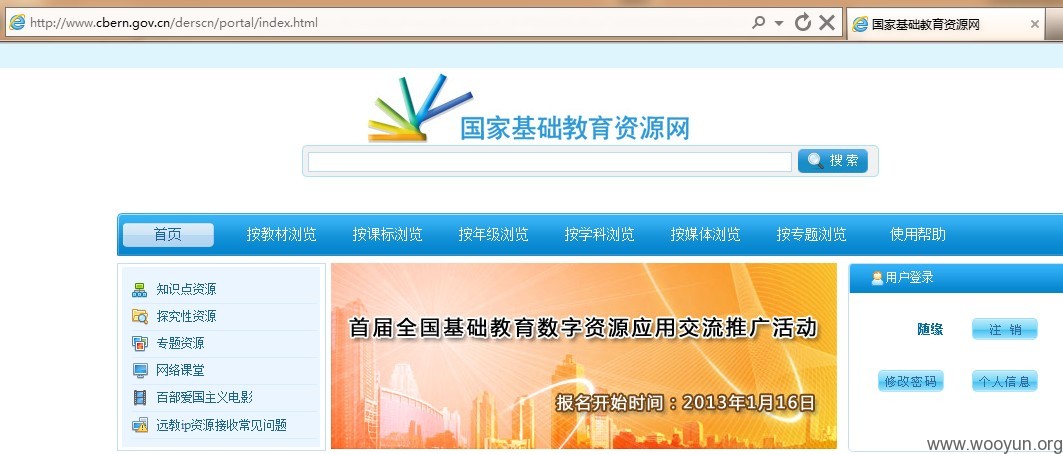 http://www.cbern.gov.cn/derscn/portal/index.html
国家基础教育资源网
国家基础教育资源网
搜索
首页 按教材浏览 按课标浏览 按年级浏览 按学科浏览 按媒体浏览 按专题浏览 使用帮助
知识点资源
探究性资源
专题资源
网络课堂
百部爱国主义电影
远教ip资源接收常见问题
首届全国基础教育数字资源应用交流推广活动
报名开始时间：2013年1月16日
用户登录
随缘 注 销
修改密码 个人信息
www.wooyun.org